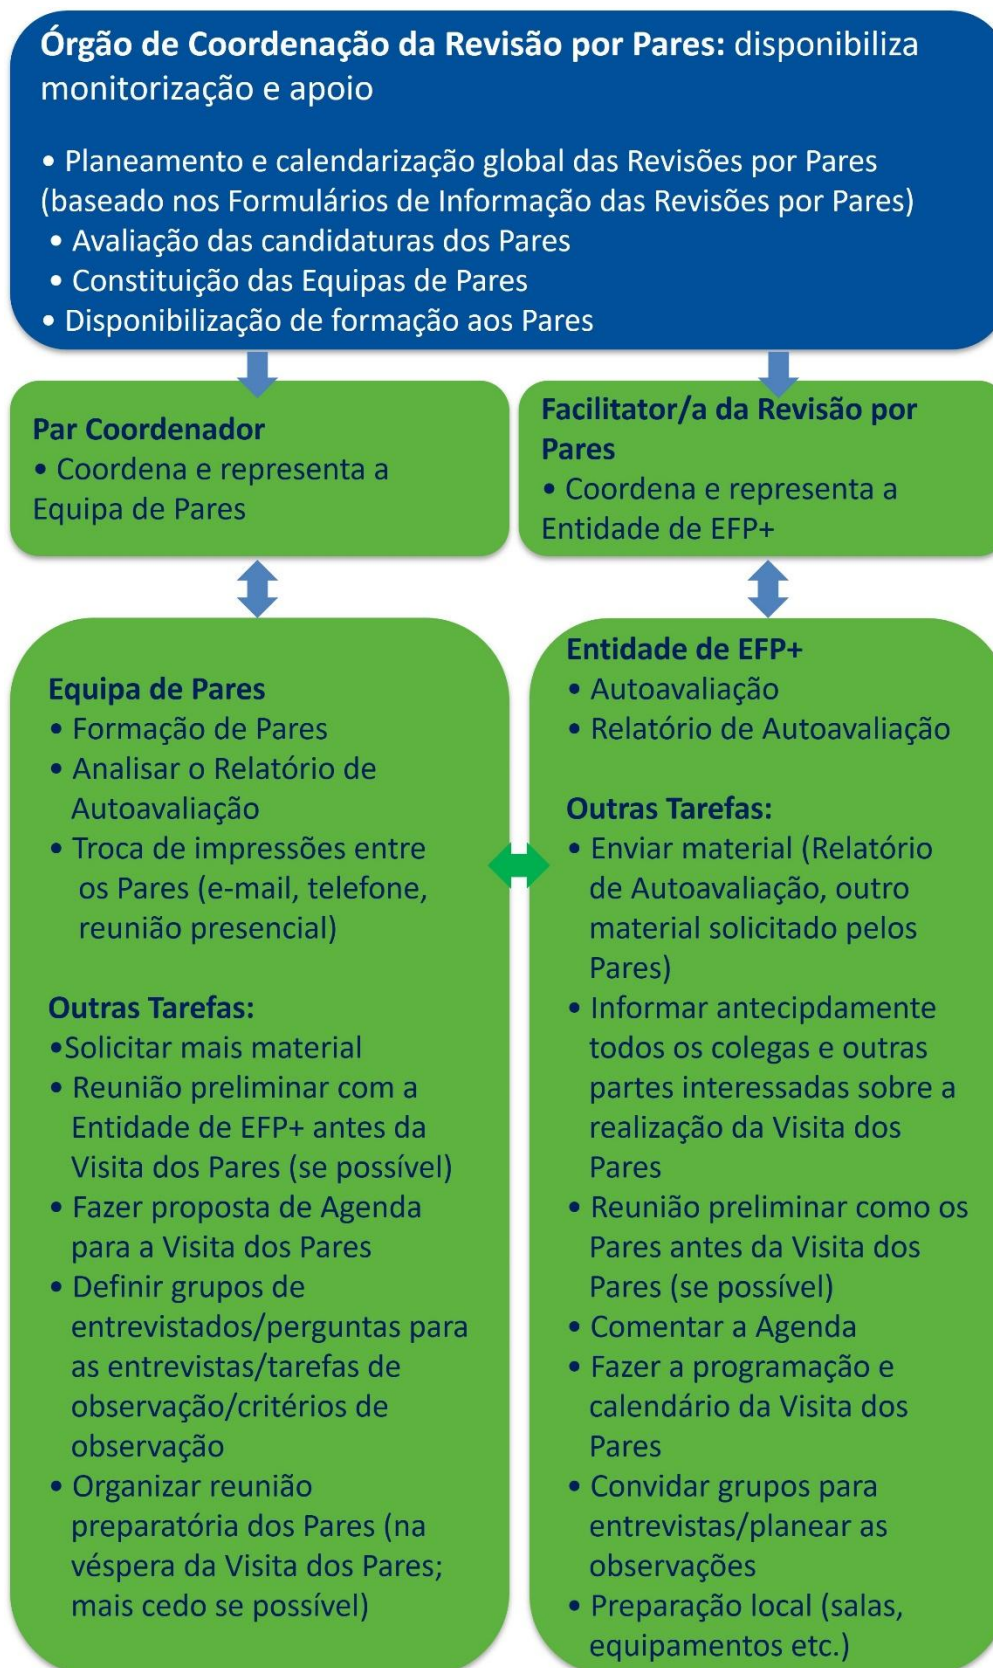 Órgão de Coordenação da Revisão por Pares: disponibiliza
monitorização e apoio
• Planeamento e calendarização global das Revisões por Pares
(baseado nos Formulários de Informação das Revisões por Pares)
• Avaliação das candidaturas dos Pares
• Constituição das Equipas de Pares
• Disponibilização de formação aos Pares
Par Coordenador
• Coordena e representa a
Equipa de Pares
Facilitator/a da Revisão por
Pares
• Coordena e representa a
Entidade de EFP+
Equipa de Pares
• Formação de Pares
• Analisar o Relatório de
Autoavaliação
• Troca de impressões entre
os Pares (e-mail, telefone,
reunião presencial)
Outras Tarefas:
•Solicitar mais material
• Reunião preliminar com a
Entidade de EFP+ antes da
Visita dos Pares (se possível)
• Fazer proposta de Agenda
para a Visita dos Pares
• Definir grupos de
entrevistados/perguntas para
as entrevistas/tarefas de
observação/critérios de
observação
• Organizar reunião
preparatória dos Pares (na
véspera da Visita dos Pares;
mais cedo se possível)
Entidade de EFP+
• Autoavaliação
• Relatório de Autoavaliação
Outras Tarefas:
• Enviar material (Relatório
de Autoavaliação, outro
material solicitado pelos
Pares)
• Informar antecipdamente
todos os colegas e outras
partes interessadas sobre a
realização da Visita dos
Pares
• Reunião preliminar como os
Pares antes da Visita dos
Pares (se possível)
• Comentar a Agenda
• Fazer a programação e
calendário da Visita dos
Pares
• Convidar grupos para
entrevistas/planear as
observações
• Preparação local (salas,
equipamentos etc.)